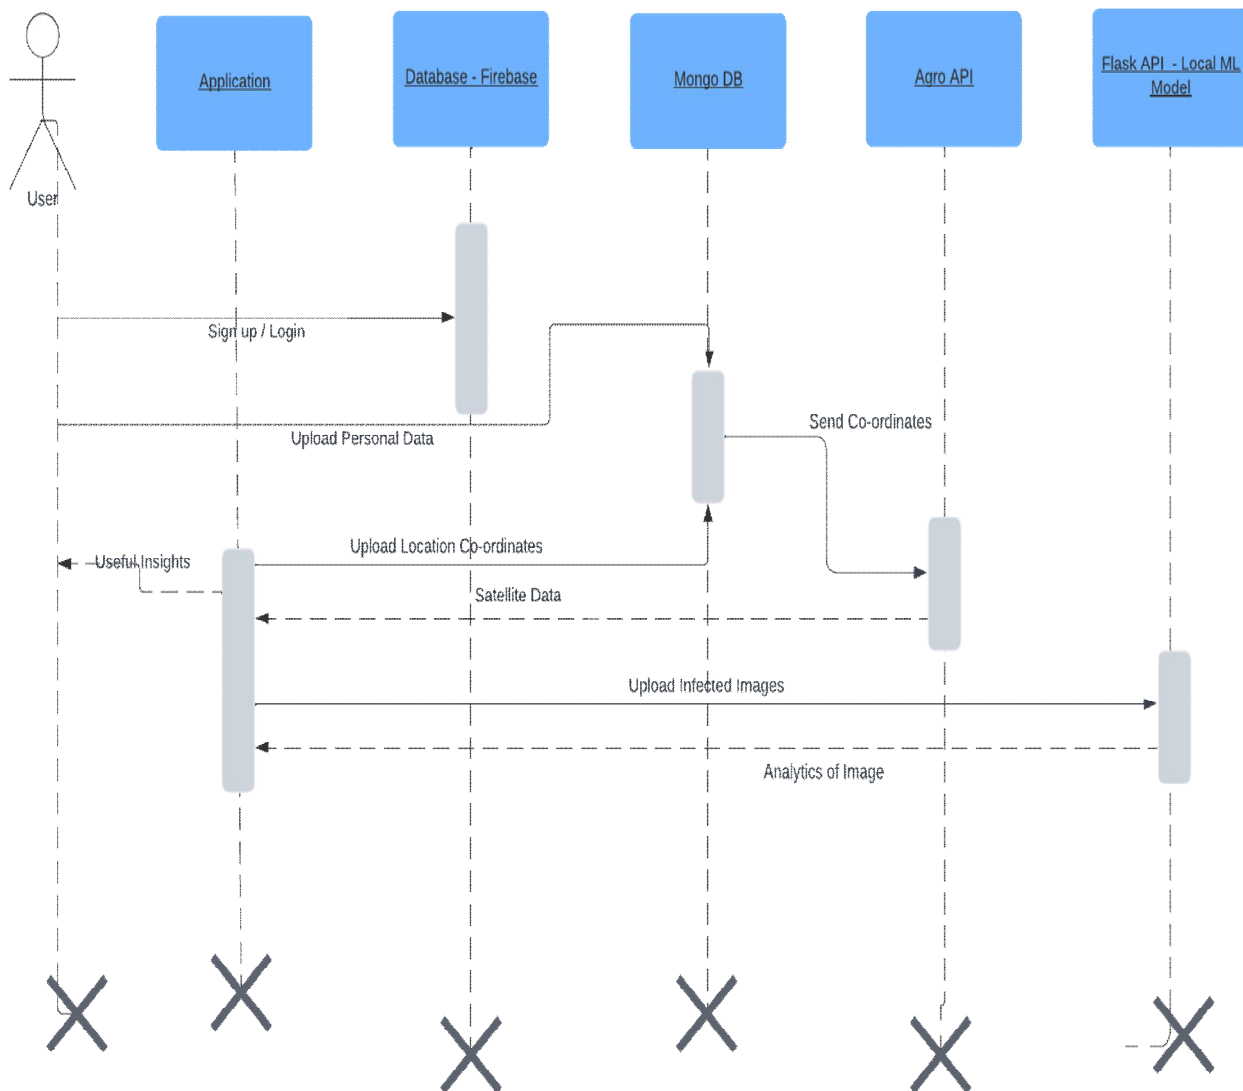 Application
Database - Firebase
Mongo DB
Agro API
Flask API - Local ML
Model
User
Sign up / Login
Upload Personal Data
Send Co-ordinates
Upload Location Co-ordinates
Useful Insights
Satellite Data
Upload Infected Images
Analytics of Image